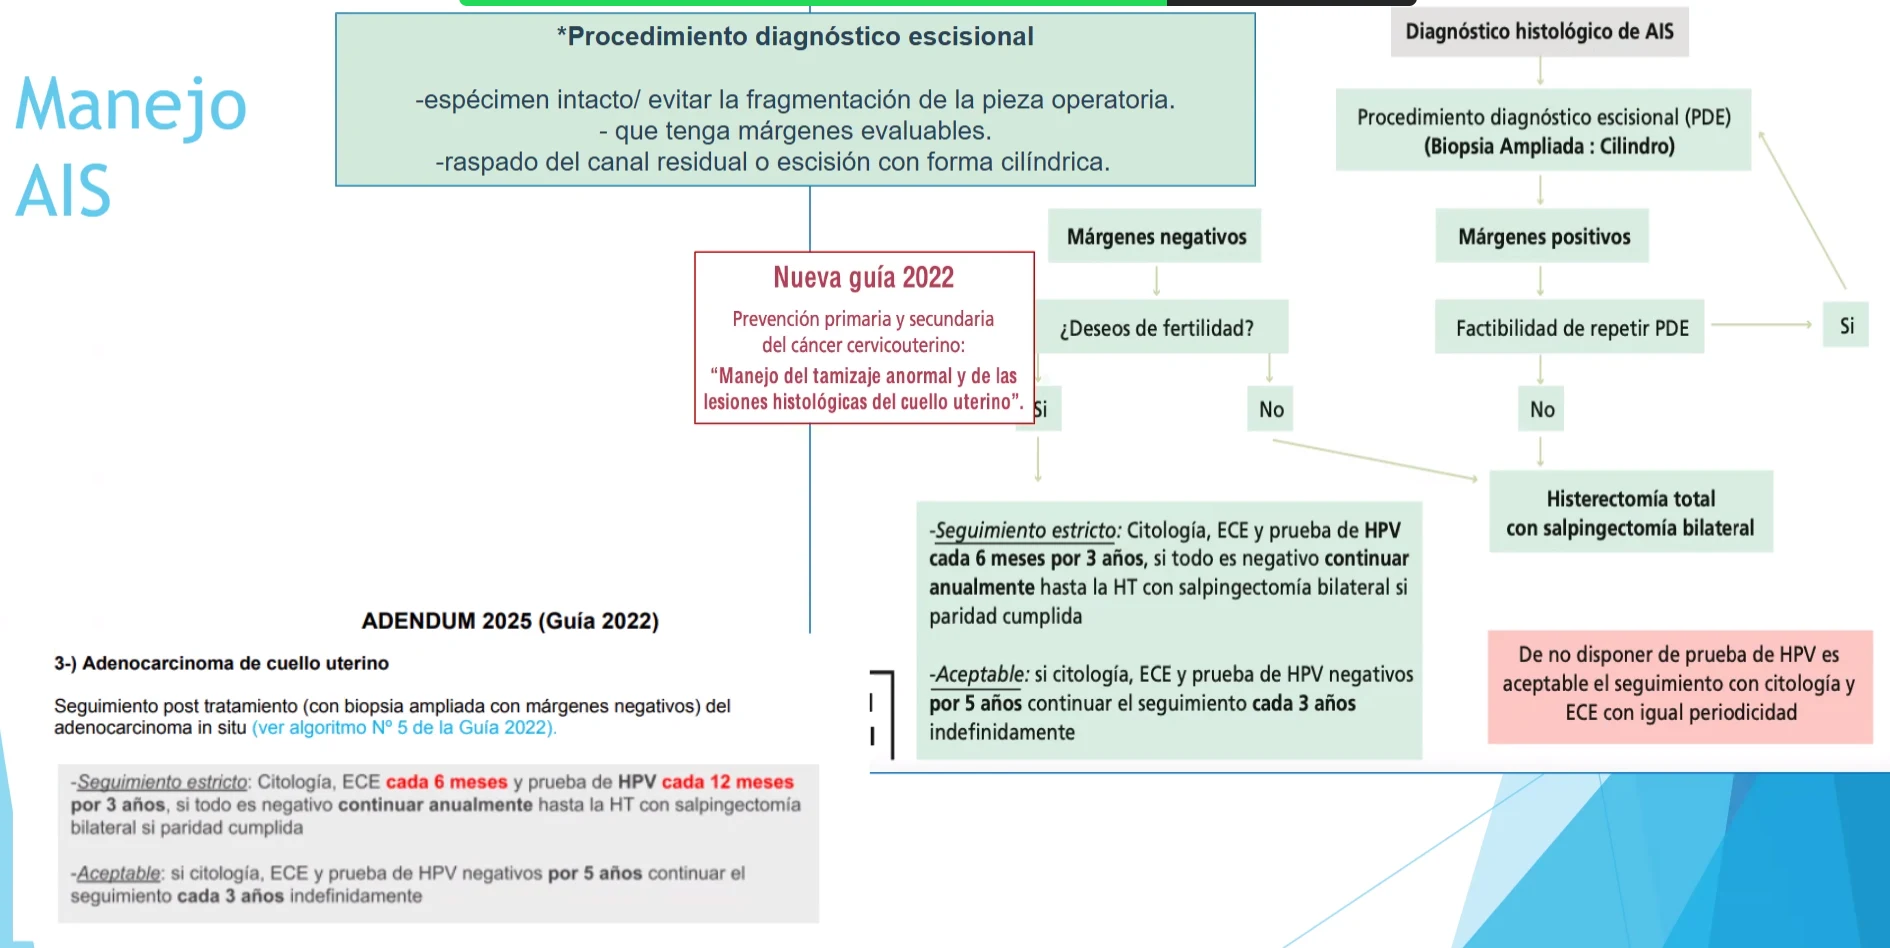 Manejo
AIS
*Procedimiento diagnóstico escisional
-espécimen intacto/ evitar la fragmentación de la pieza operatoria.
- que tenga márgenes evaluables.
-raspado del canal residual o escisión con forma cilíndrica.
Nueva guía 2022
Prevención primaria y secundaria
del cáncer cervicouterino:
“Manejo del tamizaje anormal y de las
lesiones histológicas del cuello uterino”.
Diagnóstico histológico de AIS
Procedimiento diagnóstico escisional (PDE)
(Biopsia Ampliada : Cilindro)
Márgenes negativos
Márgenes positivos
¿Deseos de fertilidad?
Factibilidad de repetir PDE
Si
Si
No
No
Histerectomía total
con salpingectomía bilateral
-Seguimiento estricto: Citología, ECE y prueba de HPV
cada 6 meses por 3 años, si todo es negativo continuar
anualmente hasta la HT con salpingectomía bilateral si
paridad cumplida
-Aceptable: si citología, ECE y prueba de HPV negativos
por 5 años continuar el seguimiento cada 3 años
indefinidamente
De no disponer de prueba de HPV es
aceptable el seguimiento con citología y
ECE con igual periodicidad
ADENDUM 2025 (Guía 2022)
3-) Adenocarcinoma de cuello uterino
Seguimiento post tratamiento (con biopsia ampliada con márgenes negativos) del
adenocarcinoma in situ (ver algoritmo Nº 5 de la Guía 2022).
-Seguimiento estricto: Citología, ECE cada 6 meses y prueba de HPV cada 12 meses
por 3 años, si todo es negativo continuar anualmente hasta la HT con salpingectomía
bilateral si paridad cumplida
-Aceptable: si citología, ECE y prueba de HPV negativos por 5 años continuar el
seguimiento cada 3 años indefinidamente